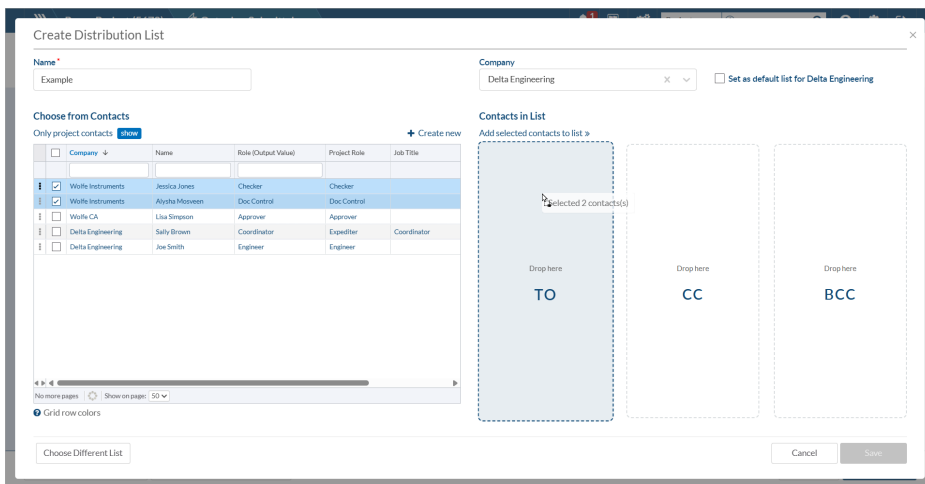 Create Distribution List
×
Name*
Example
Company
Delta Engineering
Set as default list for Delta Engineering
Choose from Contacts
Only project contacts show
+ Create new
Company Name Role (Output Value) Project Role Job Title
Wolfe Instruments Jessica Jones Checker Checker
Wolfe Instruments Aiysha Mosveen Doc Control Doc Control
Wolfe CA Lisa Simpson Approver Approver
Delta Engineering Sally Brown Coordinator Expediter Coordinator
Delta Engineering Joe Smith Engineer Engineer
No more pages Show on page: 50
Grid row colors
Contacts in List
Add selected contacts to list »
Selected 2 contacts(s)
Drop here
TO
Drop here
CC
Drop here
BCC
Choose Different List
Cancel
Save